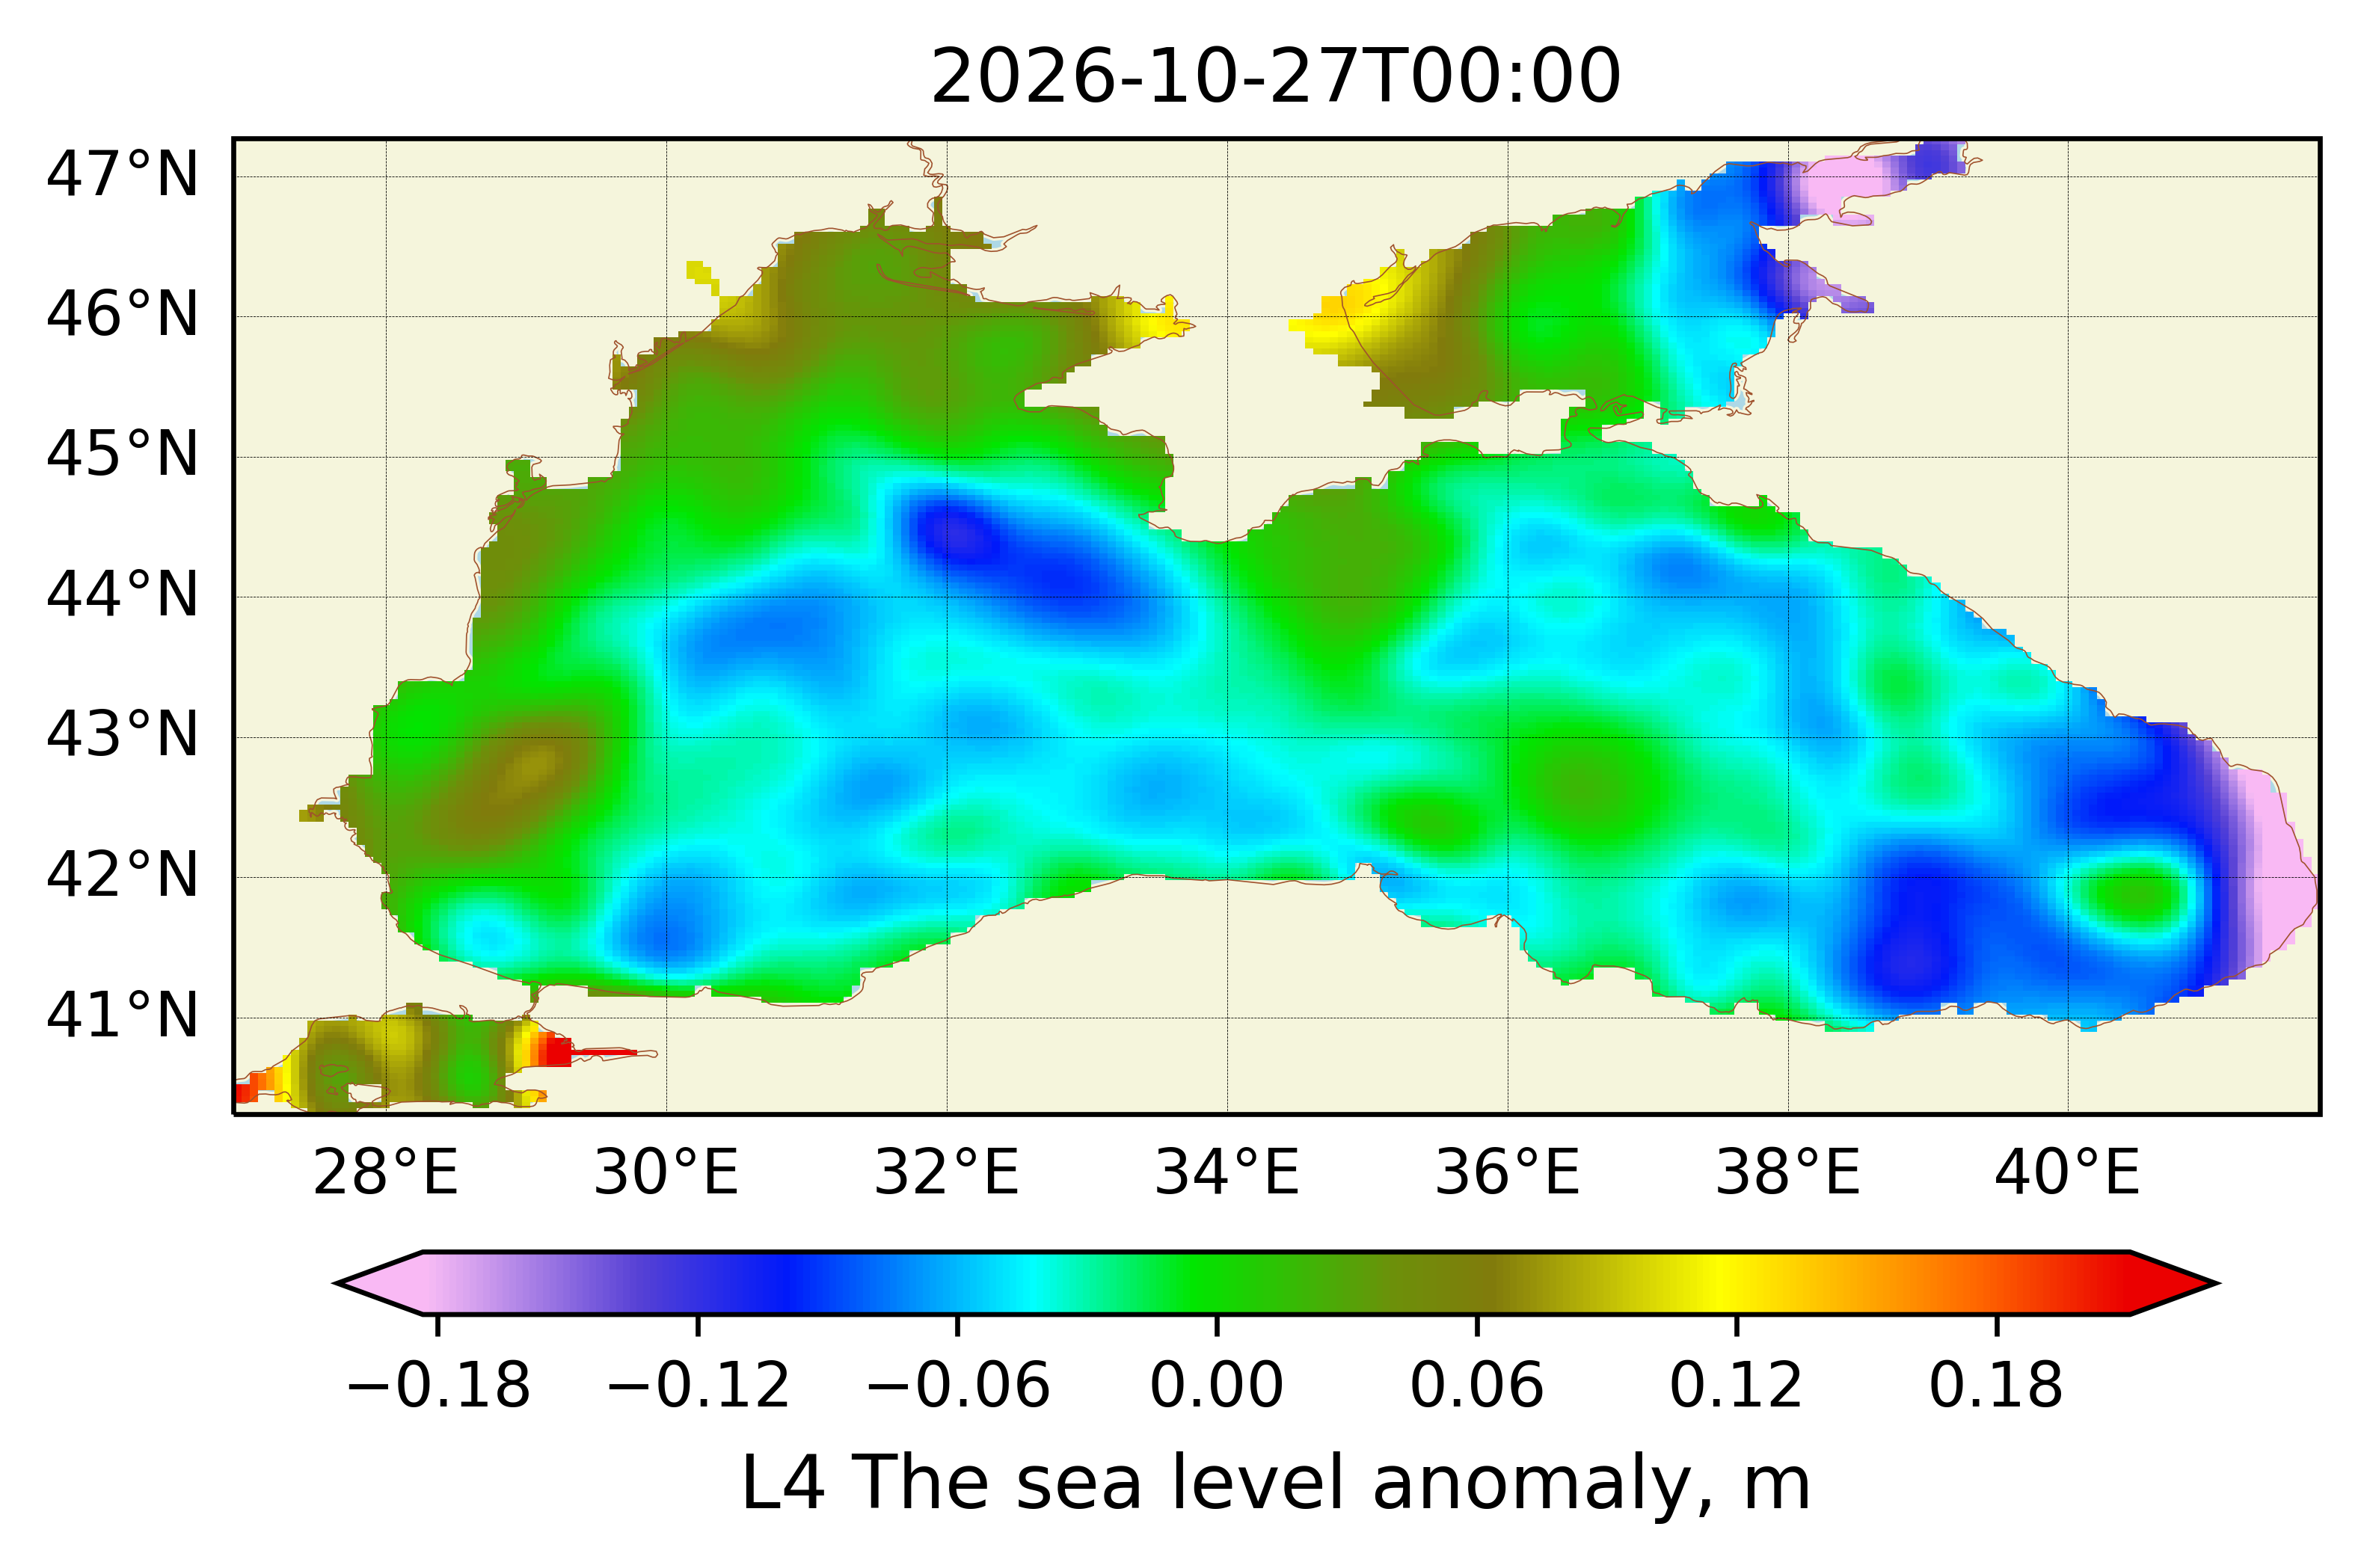 2026-10-27T00:00
47°N
46°N
45°N
44°N
43°N
42°N
41°N
28°E 30°E 32°E 34°E 36°E 38°E 40°E
−0.18 −0.12 −0.06 0.00 0.06 0.12 0.18
L4 The sea level anomaly, m